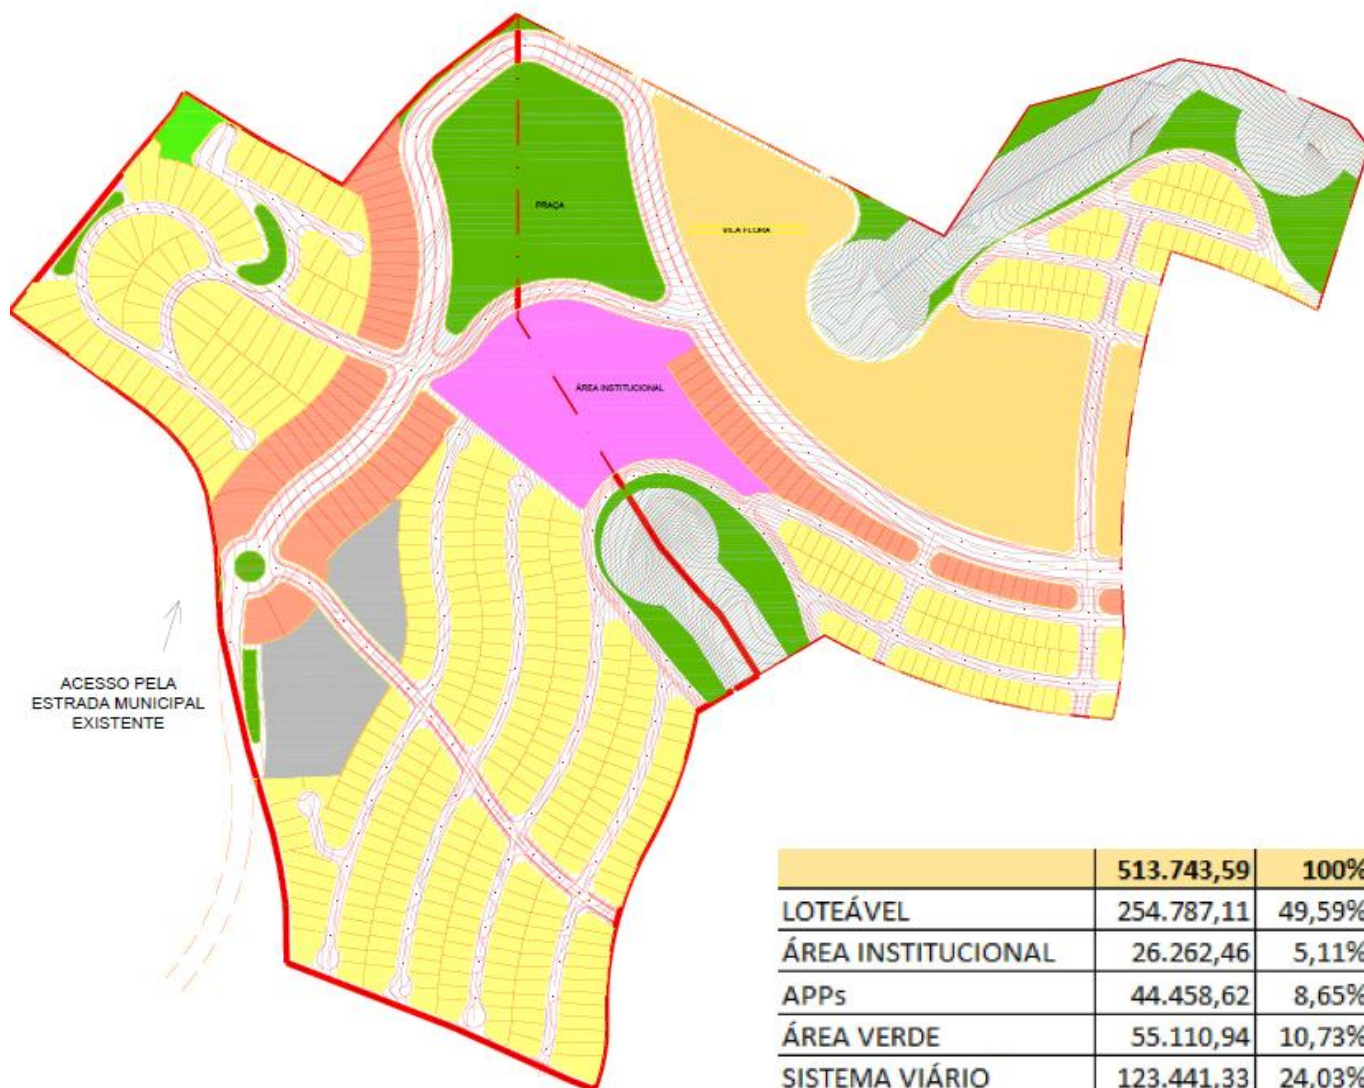 PRAÇA
VILA FLORA
ÁREA INSTITUCIONAL
ACESSO PELA
ESTRADA MUNICIPAL
EXISTENTE
513.743,59 100%
LOTEÁVEL 254.787,11 49,59%
ÁREA INSTITUCIONAL 26.262,46 5,11%
APPs 44.458,62 8,65%
ÁREA VERDE 55.110,94 10,73%
SISTEMA VIÁRIO 123.441,33 24,03%